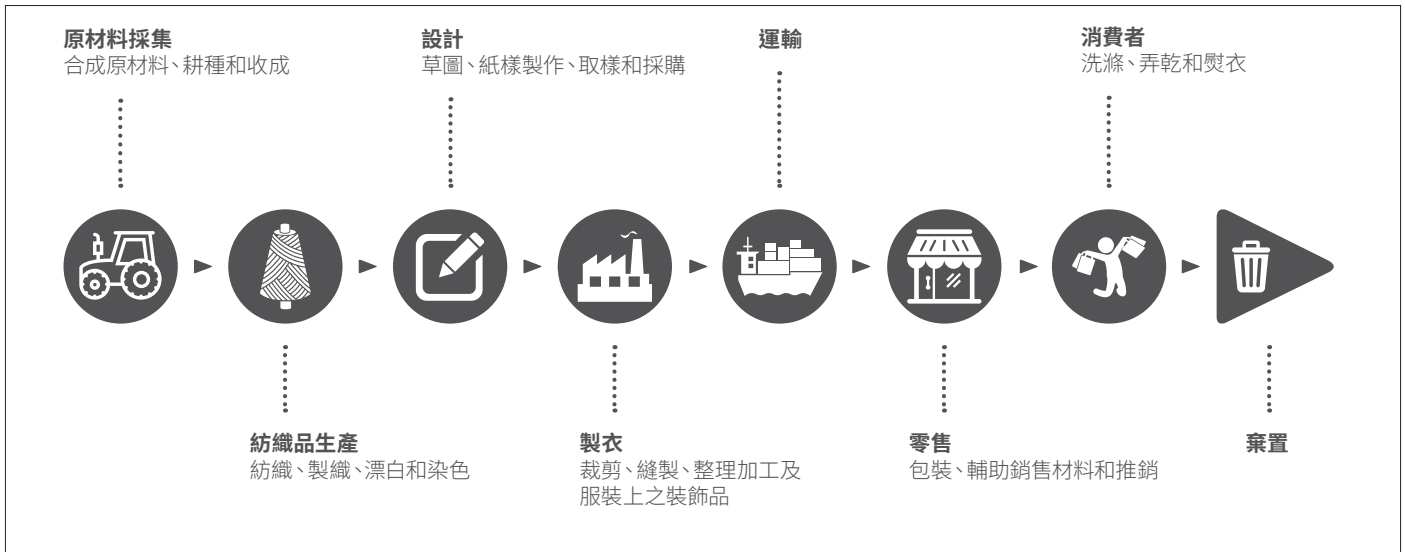 原材料採集
合成原材料、耕種和收成
設計
草圖、紙樣製作、取樣和採購
運輸
消費者
洗滌、弄乾和熨衣
紡織品生產
紡織、製織、漂白和染色
製衣
裁剪、縫製、整理加工及
服裝上之裝飾品
零售
包裝、輔助銷售材料和推銷
棄置